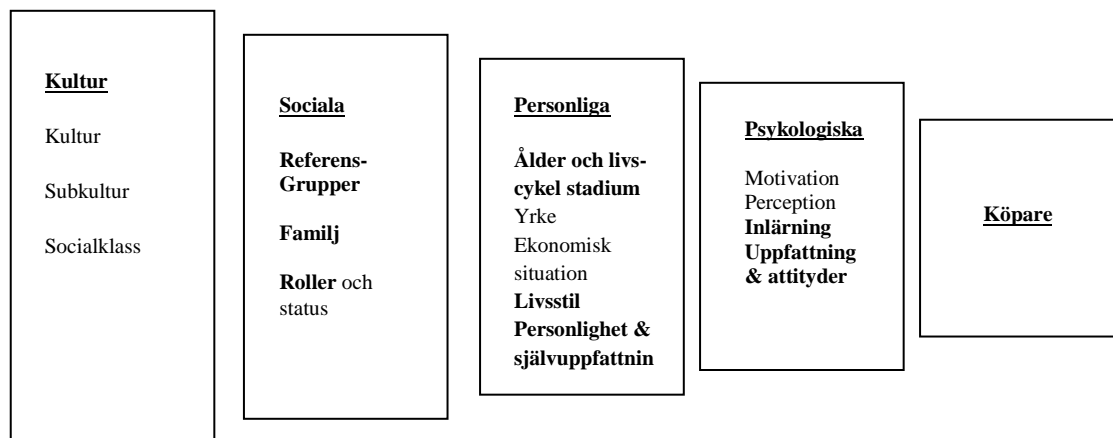 Kultur
Kultur
Subkultur
Socialklass
Sociala
Referens-
Grupper
Familj
Roller och
status
Personliga
Ålder och livs-
cykel stadium
Yrke
Ekonomisk
situation
Livsstil
Personlighet &
självuppfattnin
Psykologiska
Motivation
Perception
Inlärning
Uppfattning
& attityder
Köpare